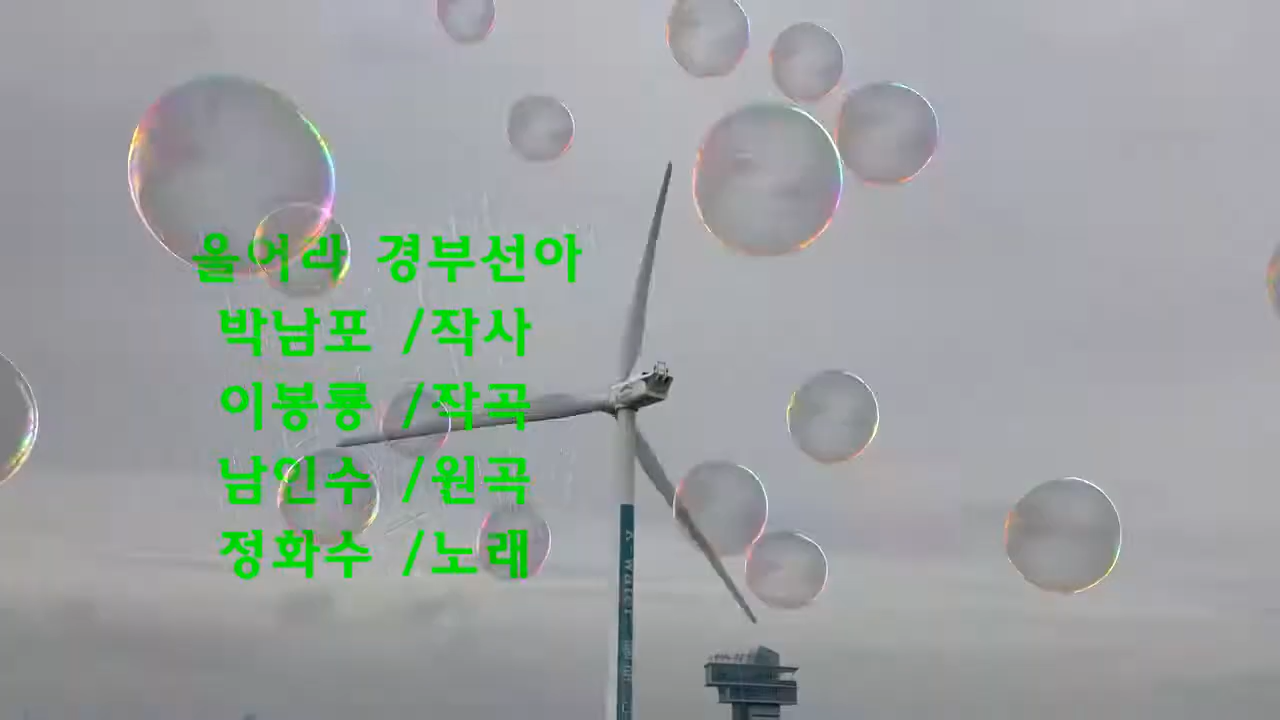 울어라 경부선아
박남포 /작사
이봉룡 /작곡
남인수 /원곡
정화수 /노래